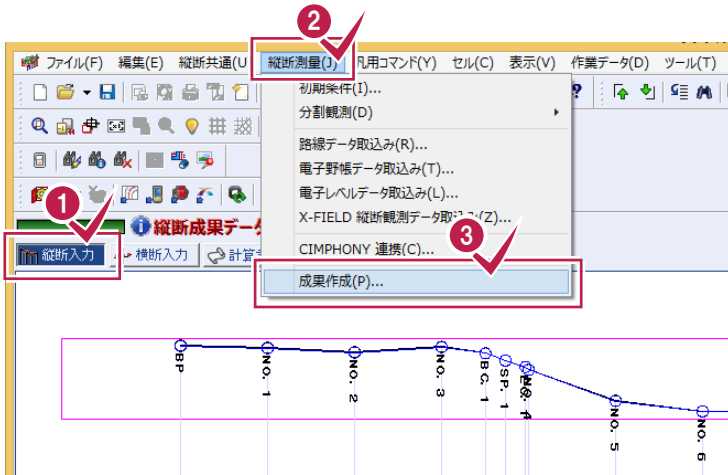 2
ファイル(F) 編集(E) 縦断共通(U 縦断測量(J) 汎用コマンド(Y) セル(C) 表示(V) 作業データ(D) ツール(T)
初期条件(I)...
分割観測(D)
路線データ取込み(R)...
電子野帳データ取込み(T)...
電子レベルデータ取込み(L)...
X-FIELD 縦断観測データ取込み(Z)...
CIMPHONY 連携(C)...
成果作成(P)...
1
縦断成果デー
縦断入力 横断入力 計算
3
BP
NO. 1
NO. 2
NO. 3
BC. 1
SP. 1
NO. 5
NO. 6